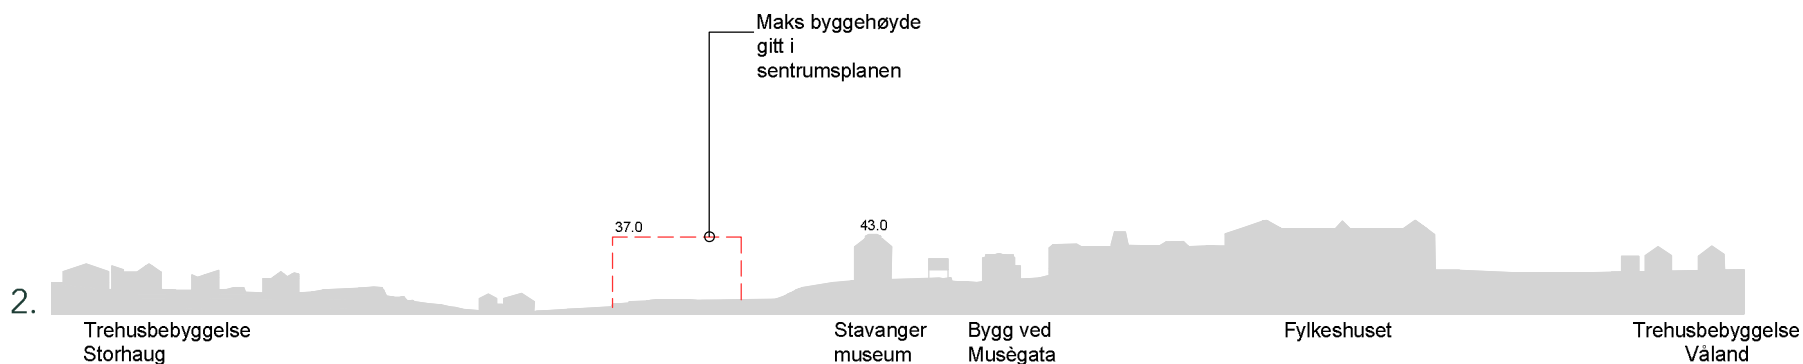 Maks byggehøyde
gitt i
sentrumsplanen
37.0
43.0
2.
Trehusbebyggelse
Storhaug
Stavanger
museum
Bygg ved
Musègata
Fylkeshuset
Trehusbebyggelse
Våland